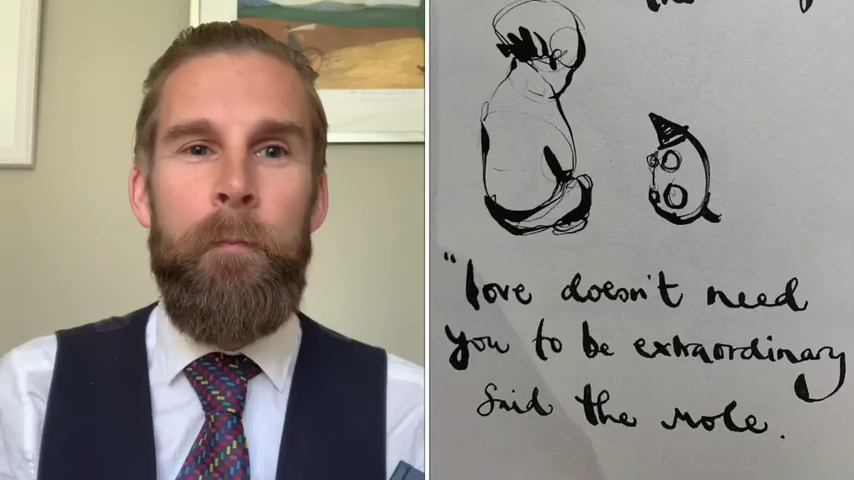 "love doesn't need
you to be extraordinary
said the mole.